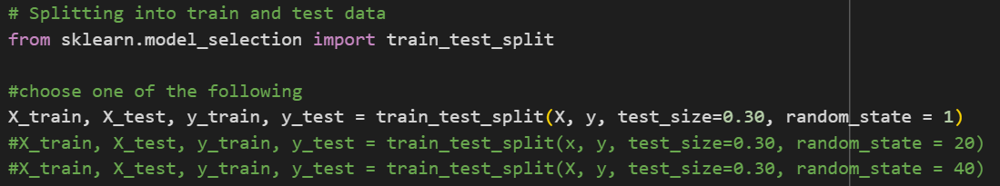 # Splitting into train and test data
from sklearn.model_selection import train_test_split
#choose one of the following
X_train, X_test, y_train, y_test = train_test_split(X, y, test_size=0.30, random_state = 1)
#X_train, X_test, y_train, y_test = train_test_split(x, y, test_size=0.30, random_state = 20)
#X_train, X_test, y_train, y_test = train_test_split(X, y, test_size=0.30, random_state = 40)